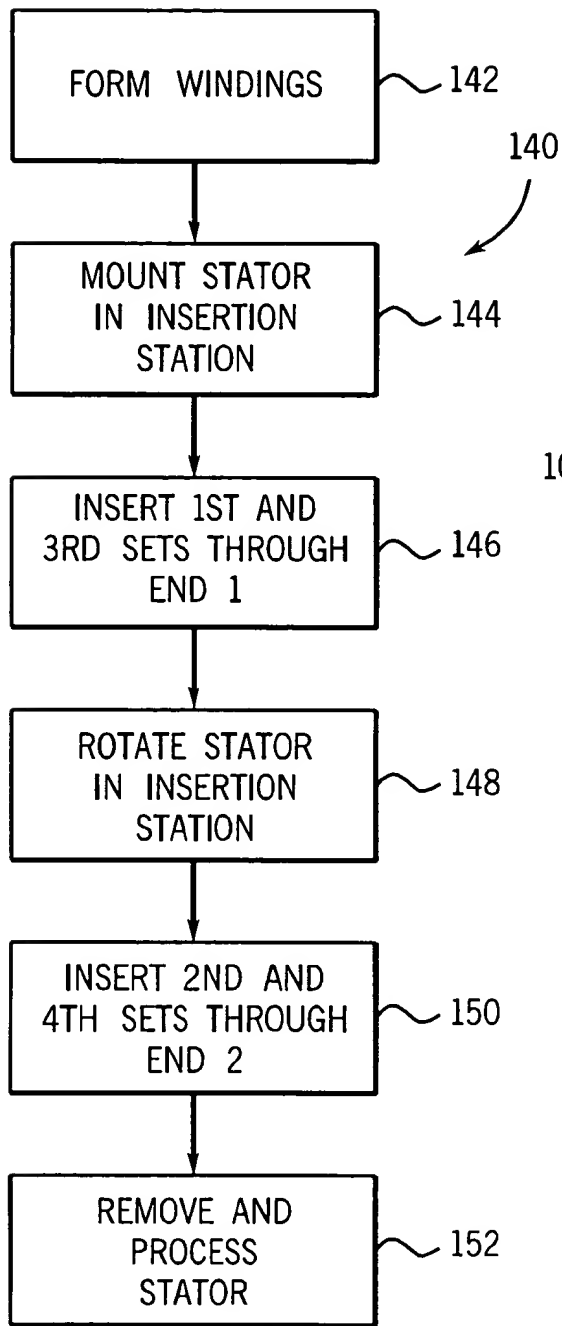 FORM WINDINGS
142
140
MOUNT STATOR
IN INSERTION
STATION
144
INSERT 1ST AND
3RD SETS THROUGH
END 1
146
10
ROTATE STATOR
IN INSERTION
STATION
148
INSERT 2ND AND
4TH SETS THROUGH
END 2
150
REMOVE AND
PROCESS
STATOR
152